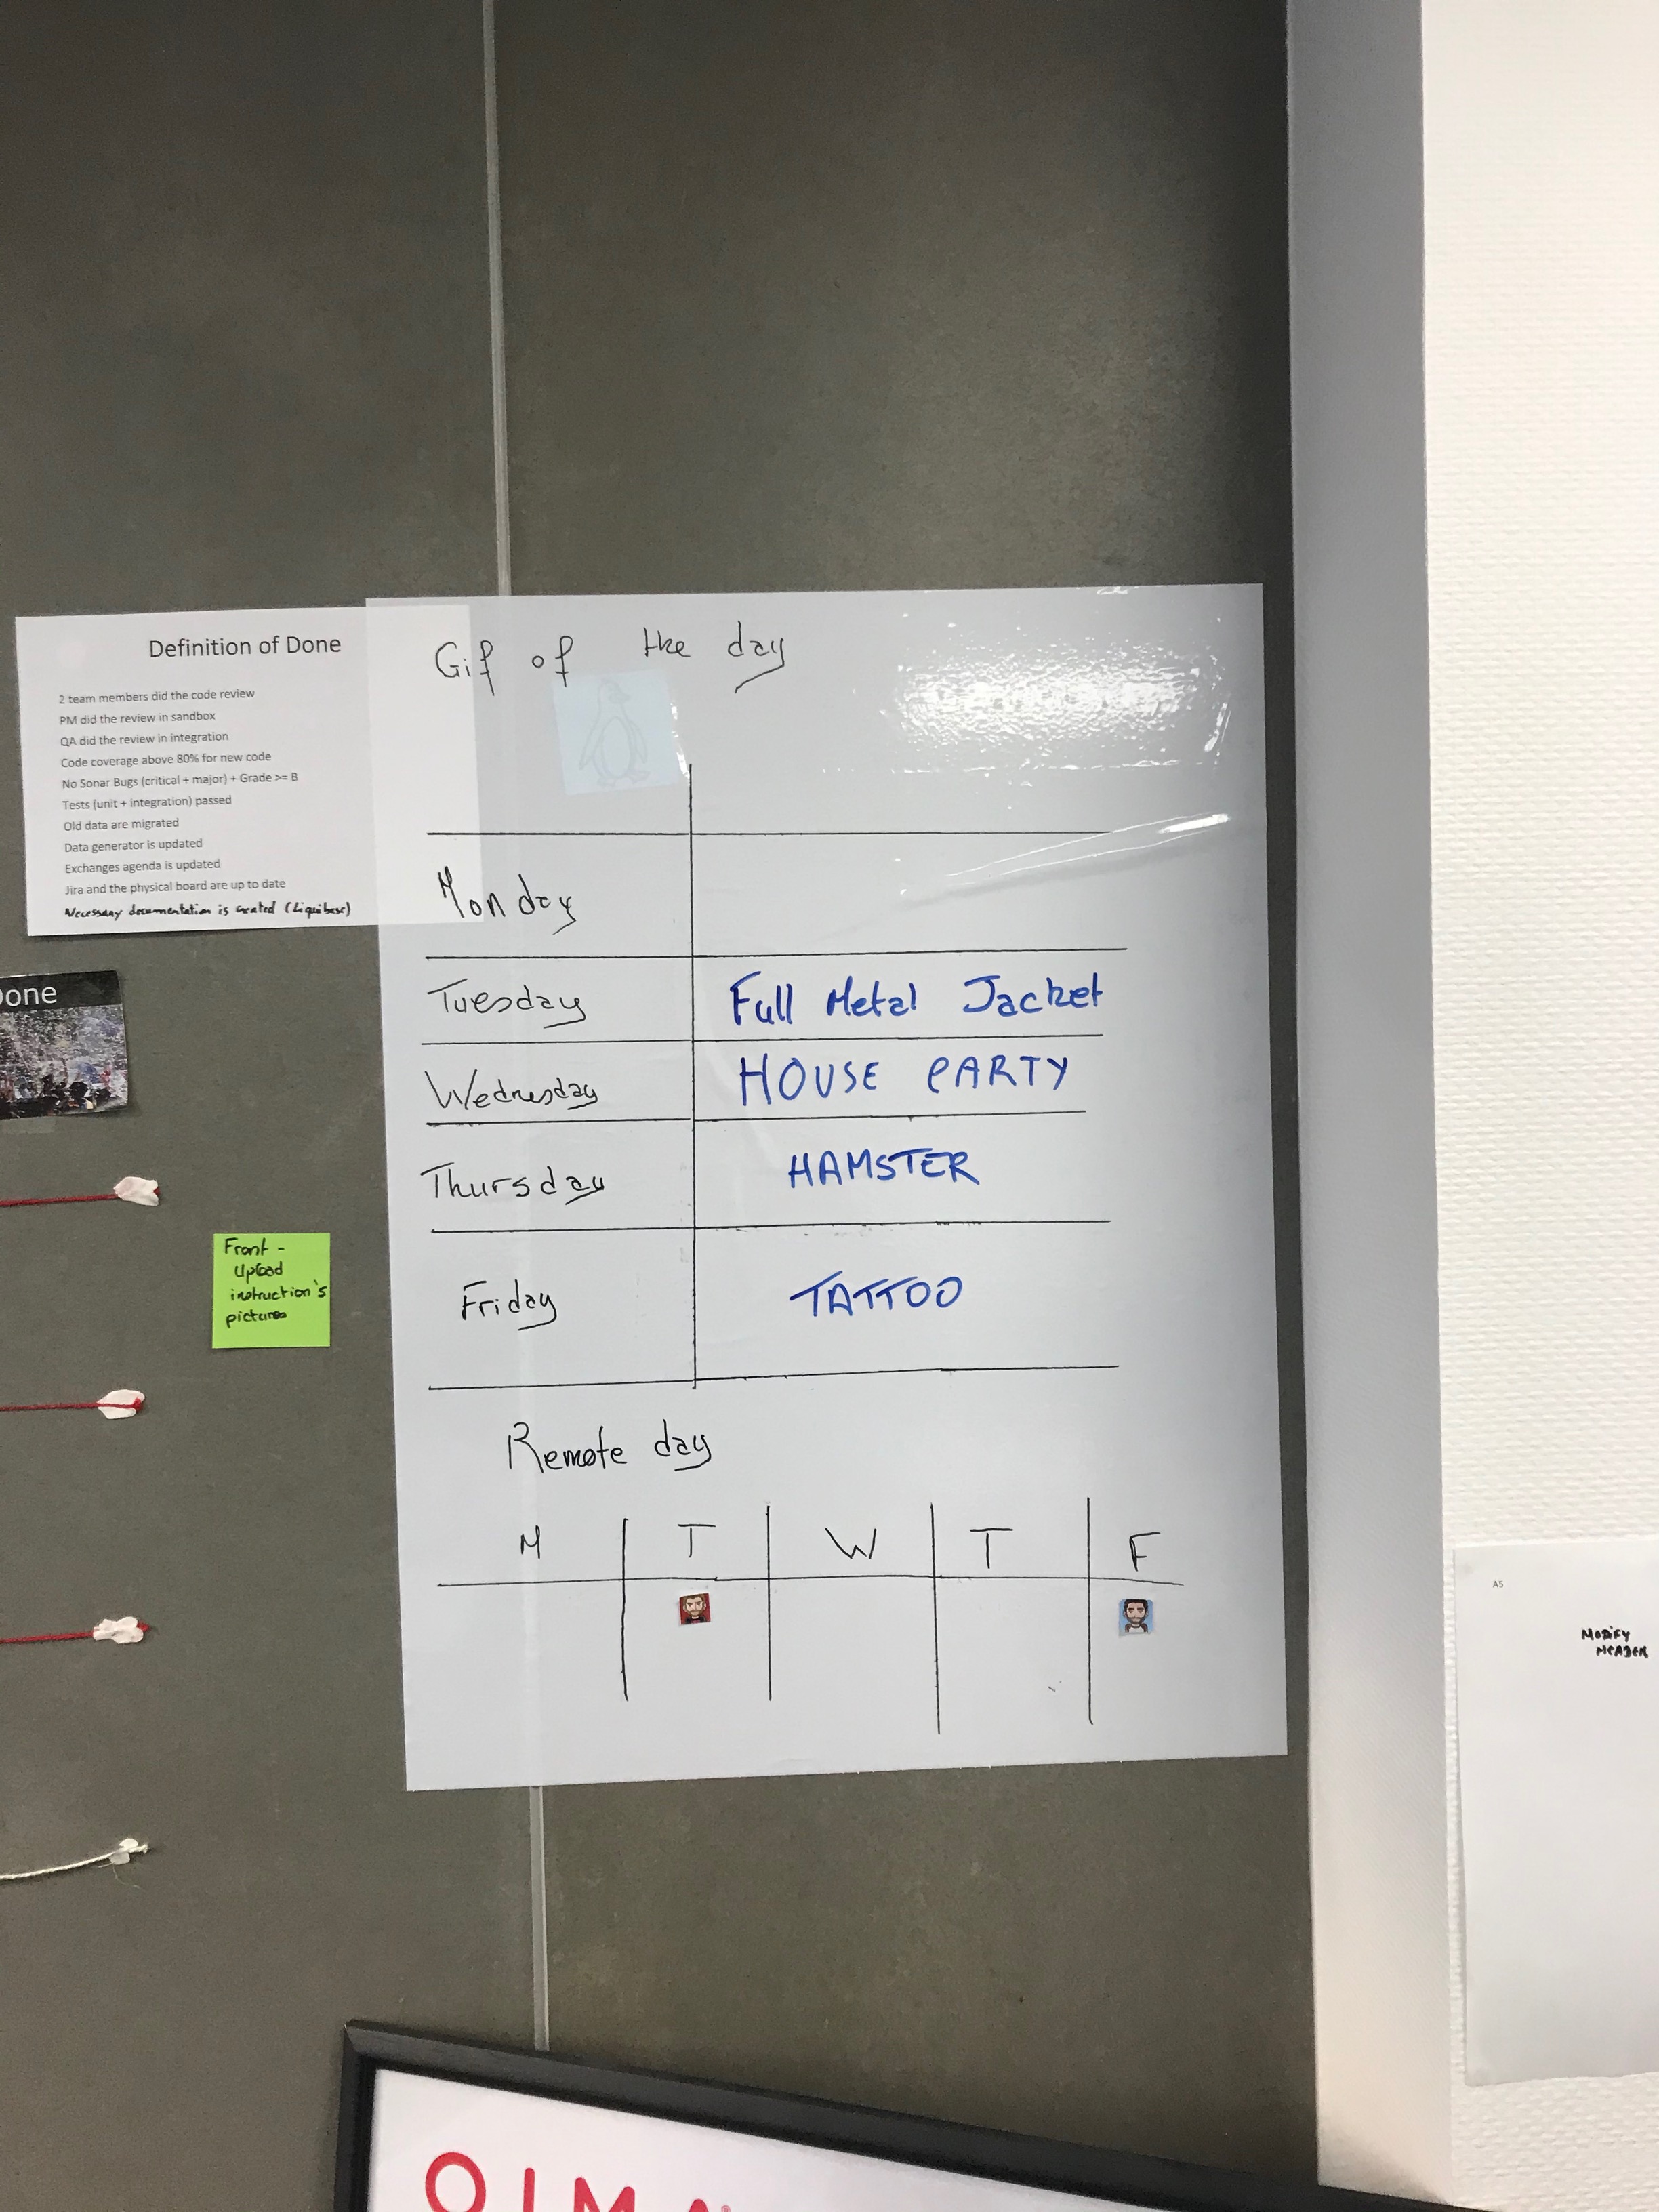 Definition of Done
2 team members did the code review
PM did the review in sandbox
QA did the review in integration
Code coverage above 80% for new code
No Sonar Bugs (critical + major) + Grade >= B
Tests (unit + integration) passed
Old data are migrated
Data generator is updated
Exchanges agenda is updated
Jira and the physical board are up to date
Necessary documentation is created (Liquibase)
Done
Front -
Upload
instruction's
pictures
Gif of the day
Monday
Tuesday Full Metal Jacket
Wednesday HOUSE PARTY
Thursday HAMSTER
Friday TATTOO
Remote day
M T W T F
A5
MODIFY
HEADER